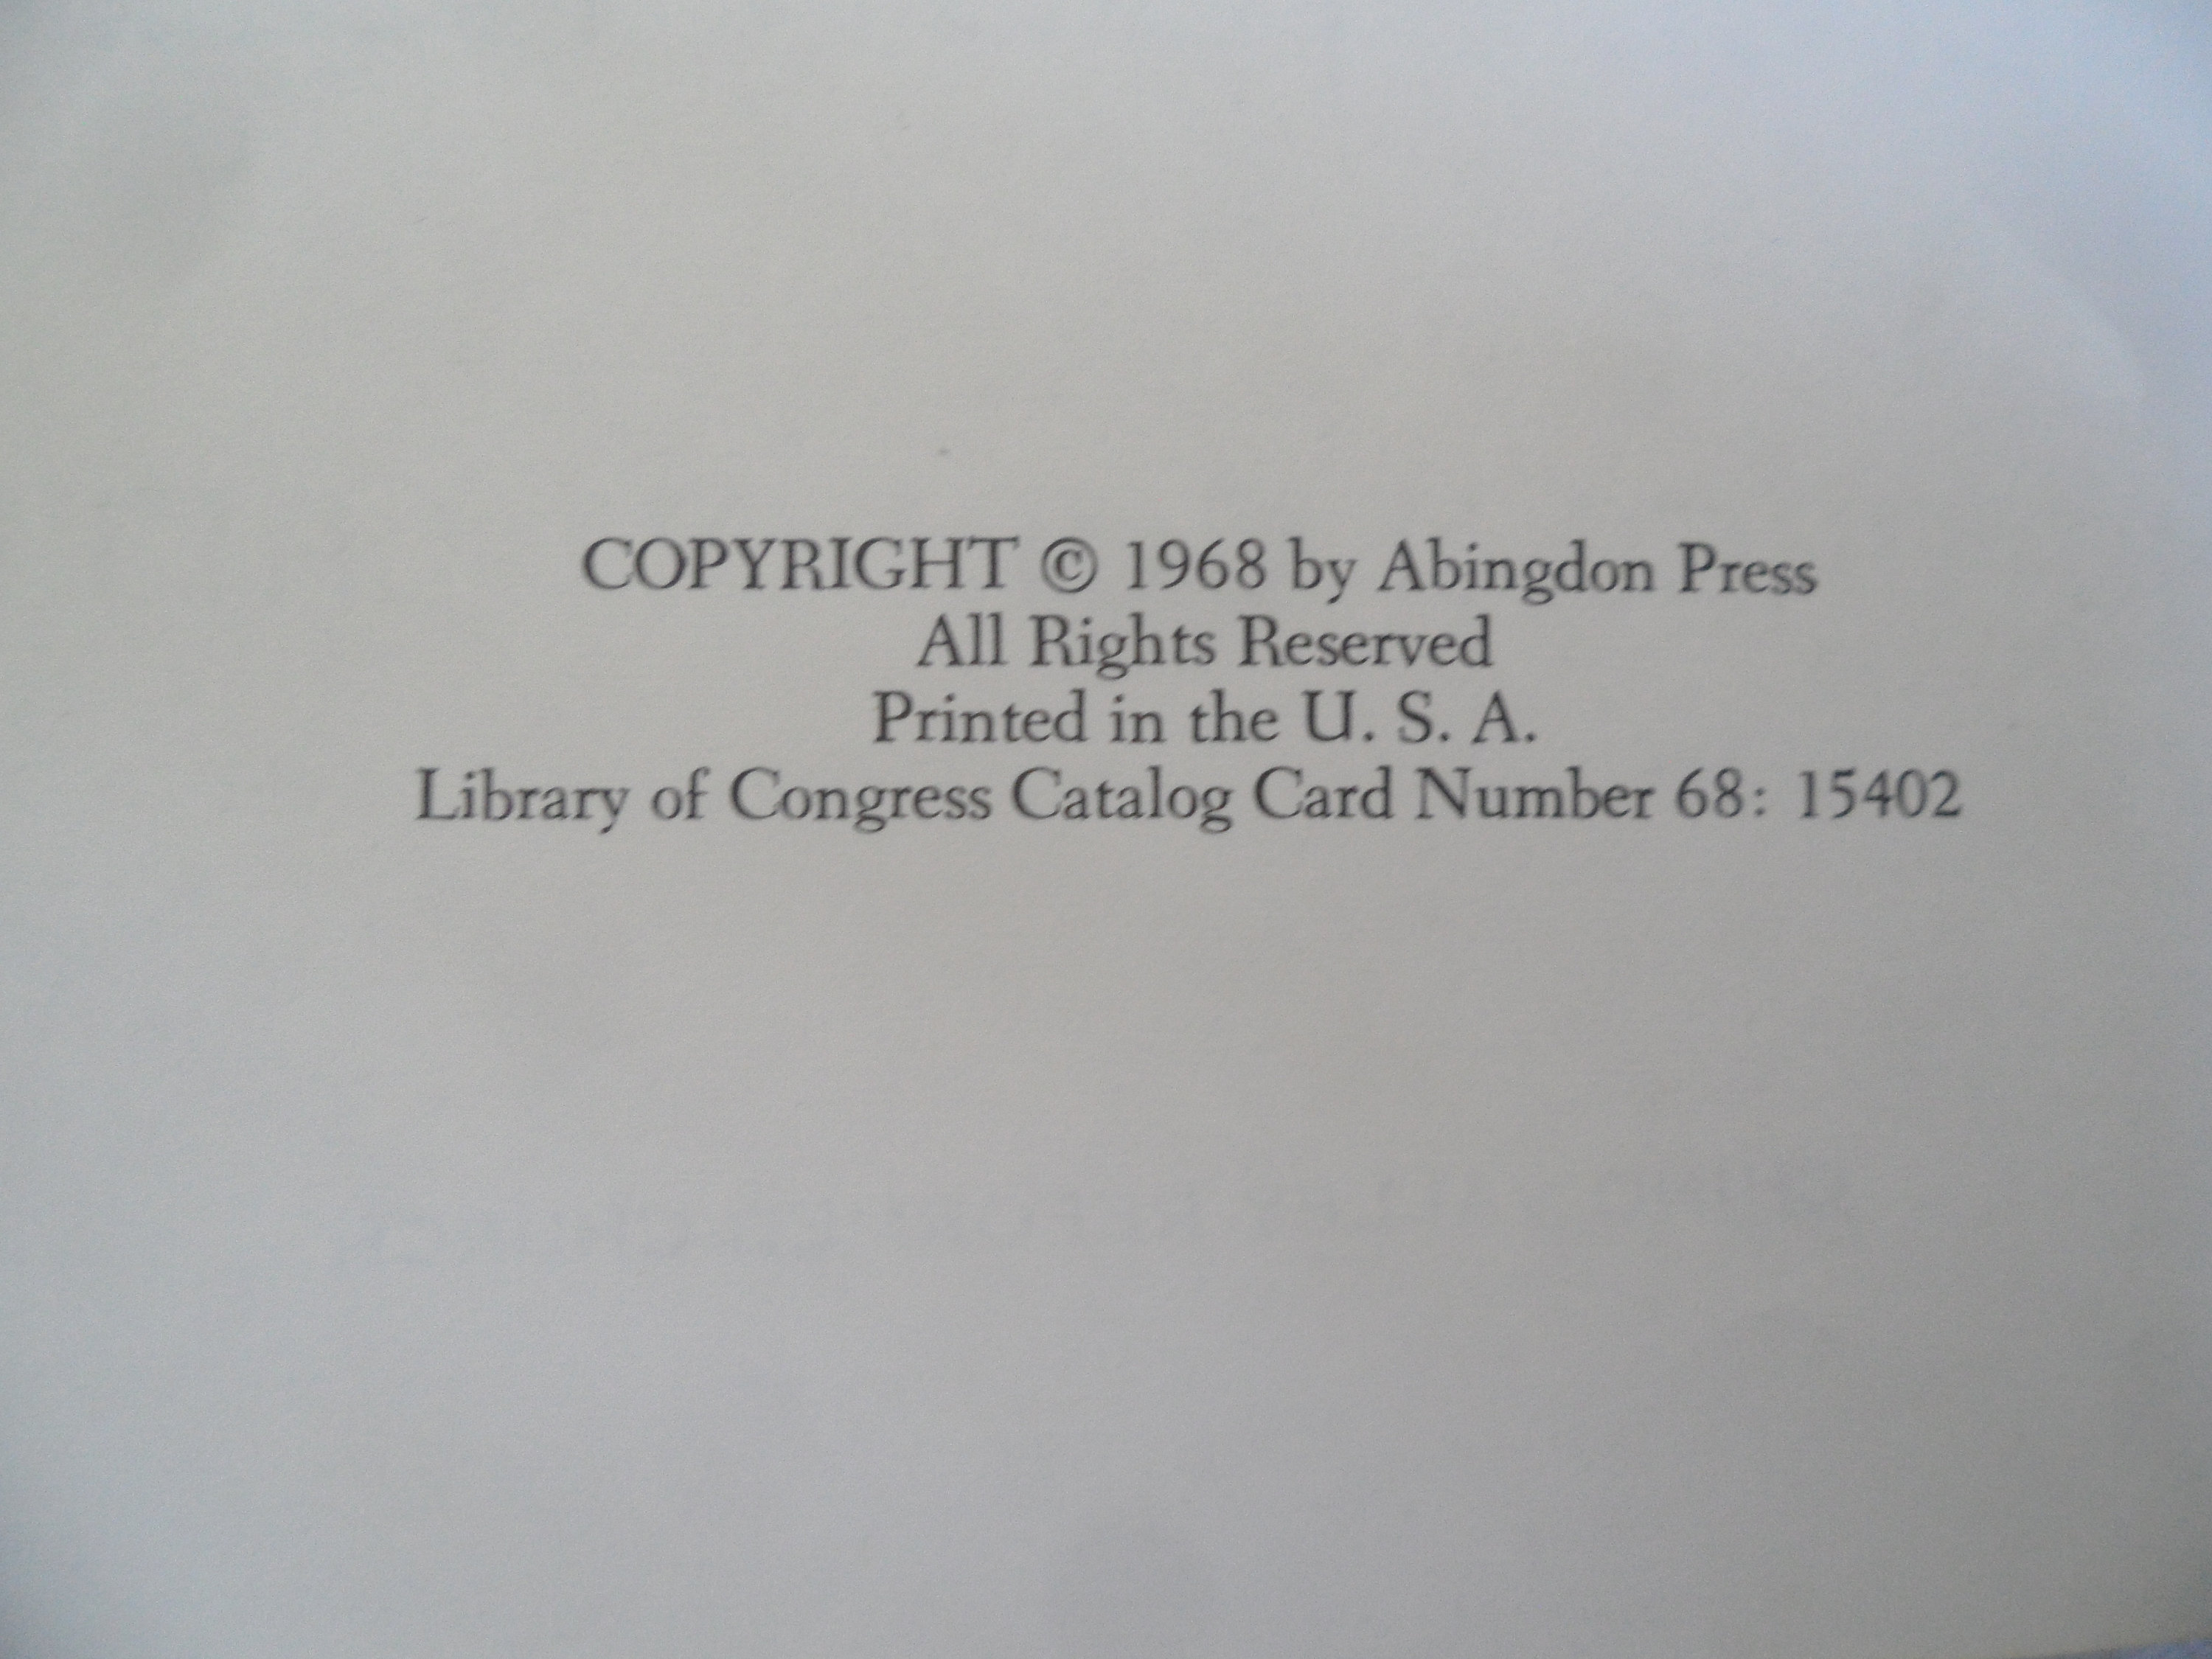 COPYRIGHT © 1968 by Abingdon Press
All Rights Reserved
Printed in the U. S. A.
Library of Congress Catalog Card Number 68: 15402